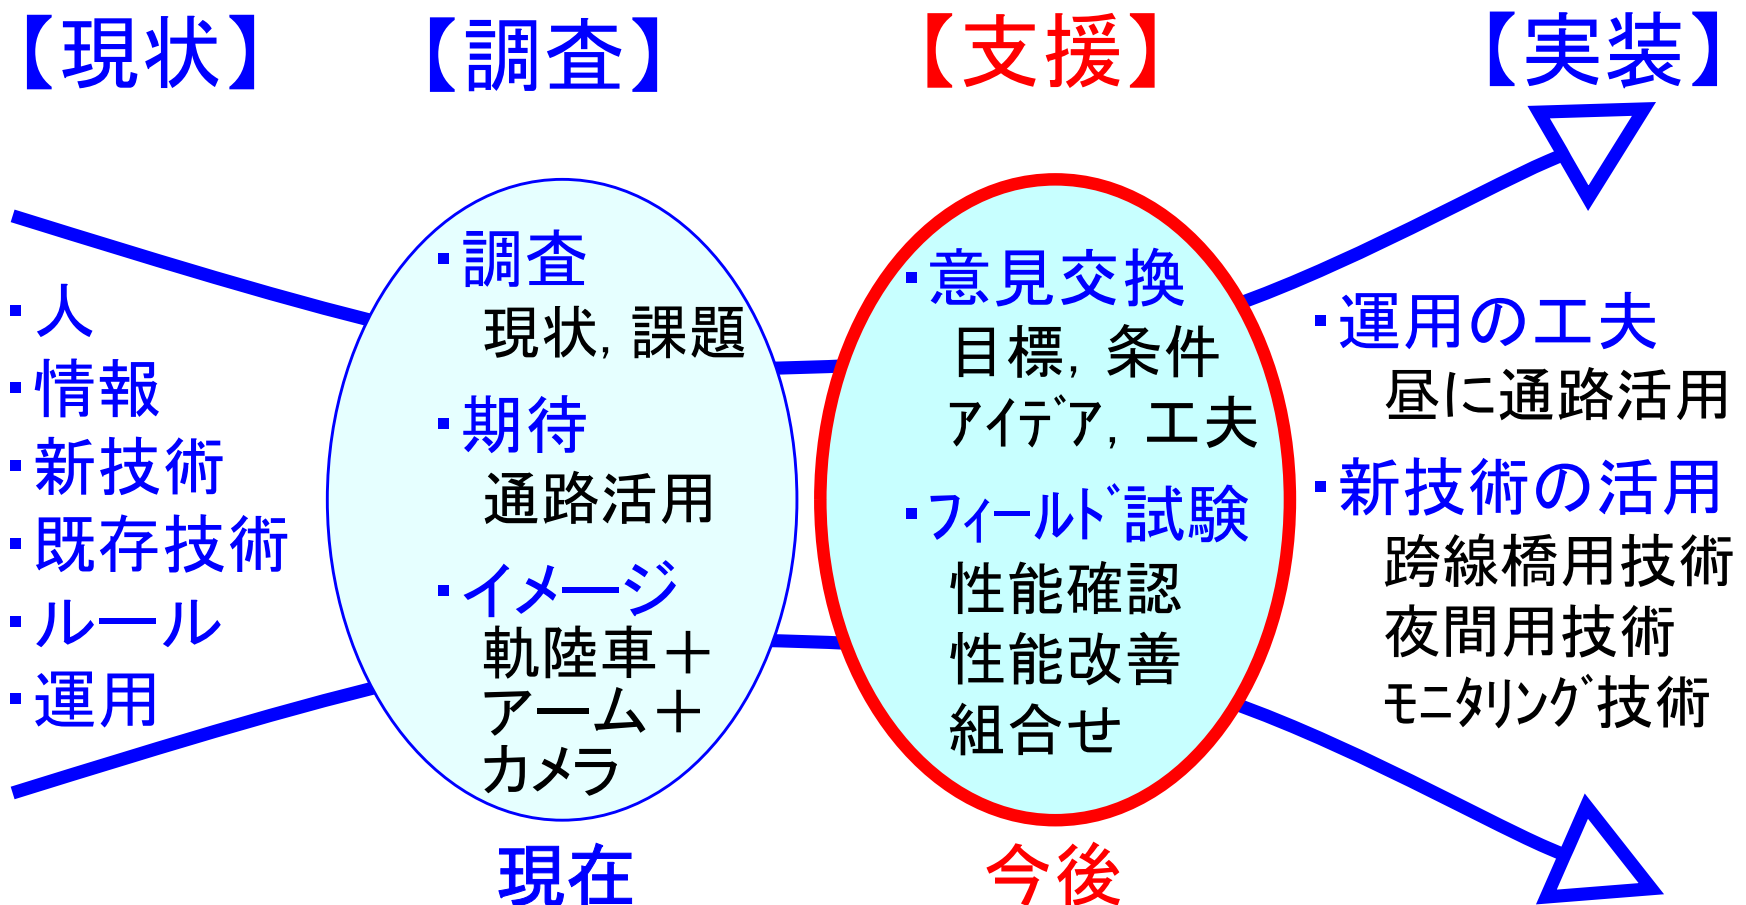 【現状】
・人
・情報
・新技術
・既存技術
・ルール
・運用
【調査】
・調査
現状, 課題
・期待
通路活用
・イメージ
軌陸車＋
アーム＋
カメラ
現在
【支援】
・意見交換
目標, 条件
ｱｲﾃﾞｱ, 工夫
・ﾌｨｰﾙﾄﾞ試験
性能確認
性能改善
組合せ
今後
【実装】
・運用の工夫
昼に通路活用
・新技術の活用
跨線橋用技術
夜間用技術
ﾓﾆﾀﾘﾝｸﾞ技術